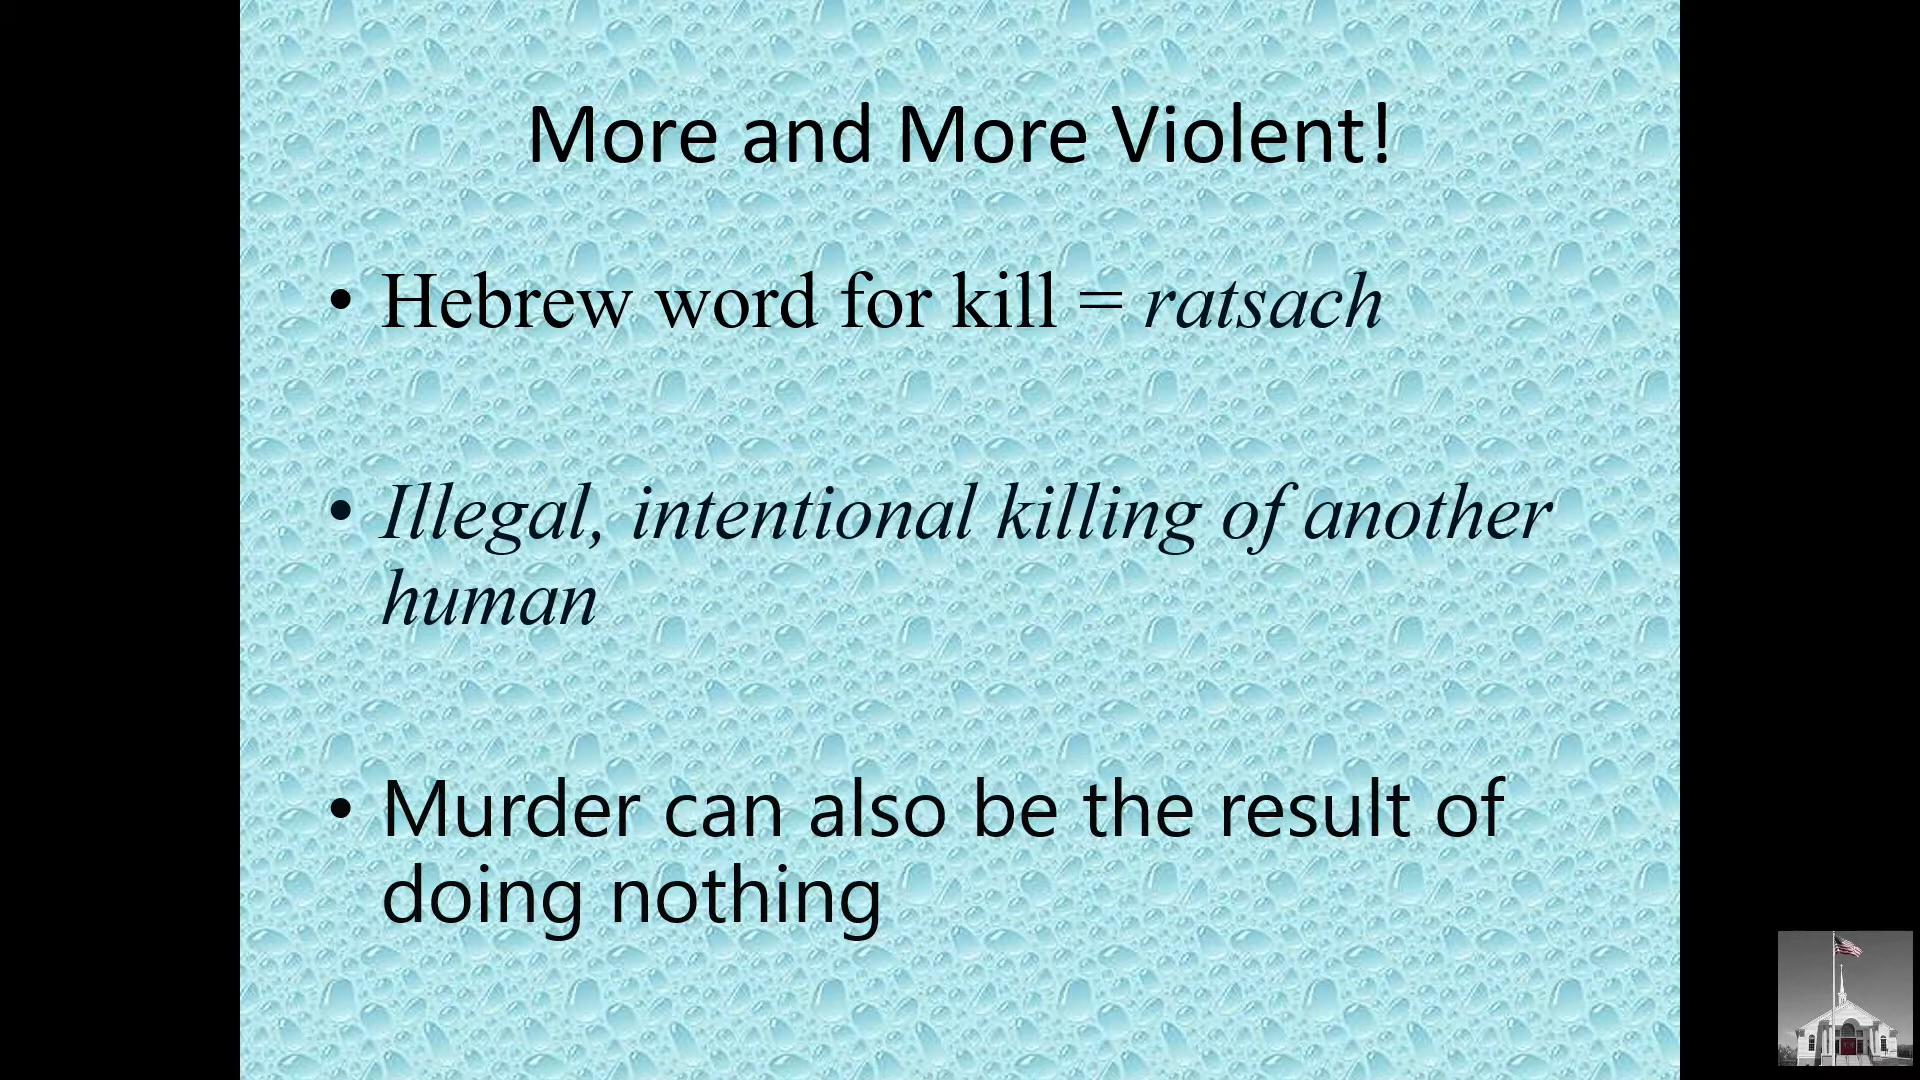 More and More Violent!
• Hebrew word for kill = ratsach
• Illegal, intentional killing of another
human
• Murder can also be the result of
doing nothing